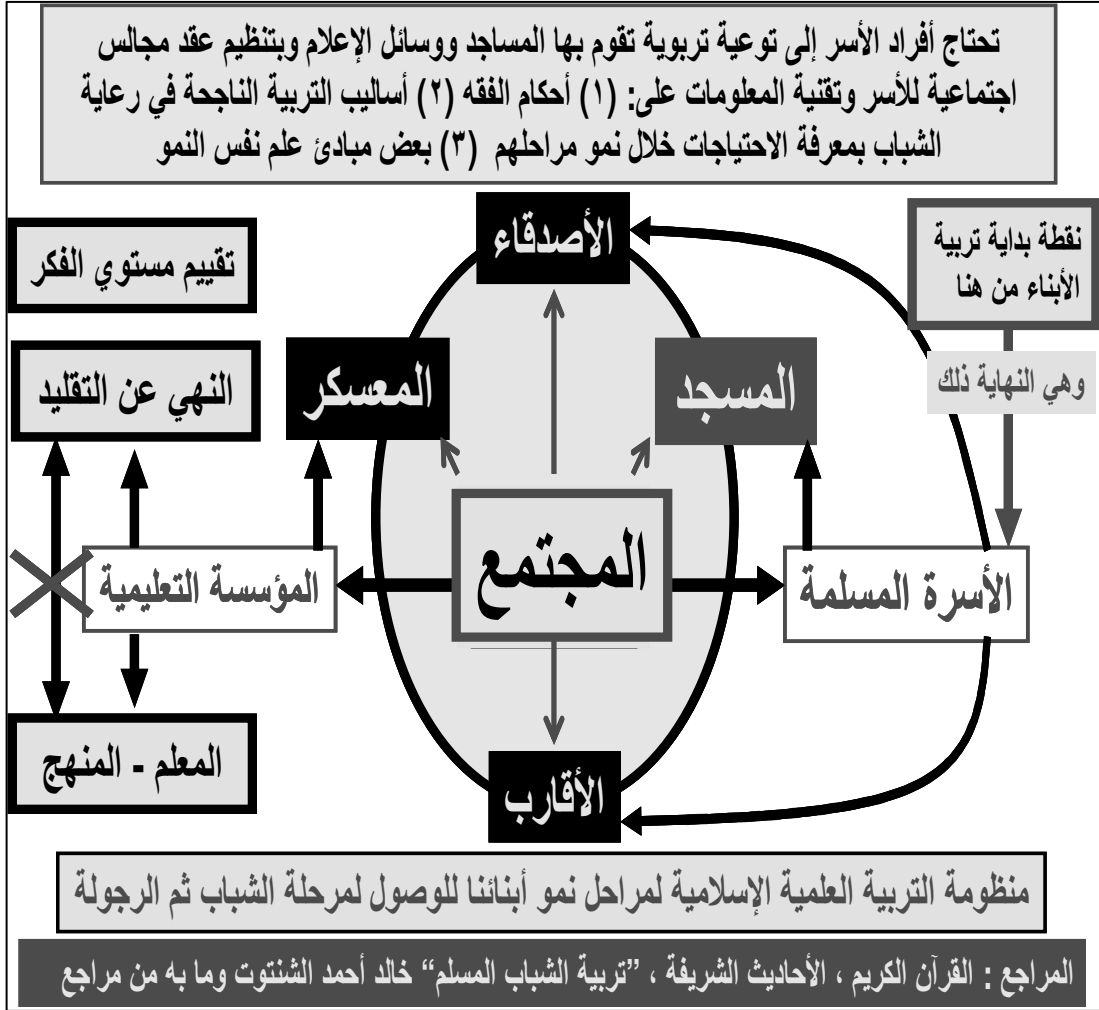 تحتاج أفراد الأسر إلى توعية تربوية تقوم بها المساجد ووسائل الإعلام وبتنظيم عقد مجالس
اجتماعية للأسر وتقتية المعلومات على: (١) أحكام الفقه (٢) أساليب التربية الناجحة في رعاية
الشباب بمعرفة الاحتياجات خلال نمو مراحلهم (٣) بعض مبادئ علم نفس النمو
الأصدقاء
نقطة بداية تربية
الأبناء من هنا
تقييم مستوي الفكر
وهي النهاية ذلك
المسجد
المعسكر
النهي عن التقليد
المجتمع
الأسرة المسلمة
المؤسسة التعليمية
المعلم - المنهج
الأقارب
منظومة التربية العلمية الإسلامية لمراحل نمو أبنائنا للوصول لمرحلة الشباب ثم الرجولة
المراجع : القرآن الكريم ، الأحاديث الشريفة ، ”تربية الشباب المسلم“ خالد أحمد الشنتوت وما به من مراجع